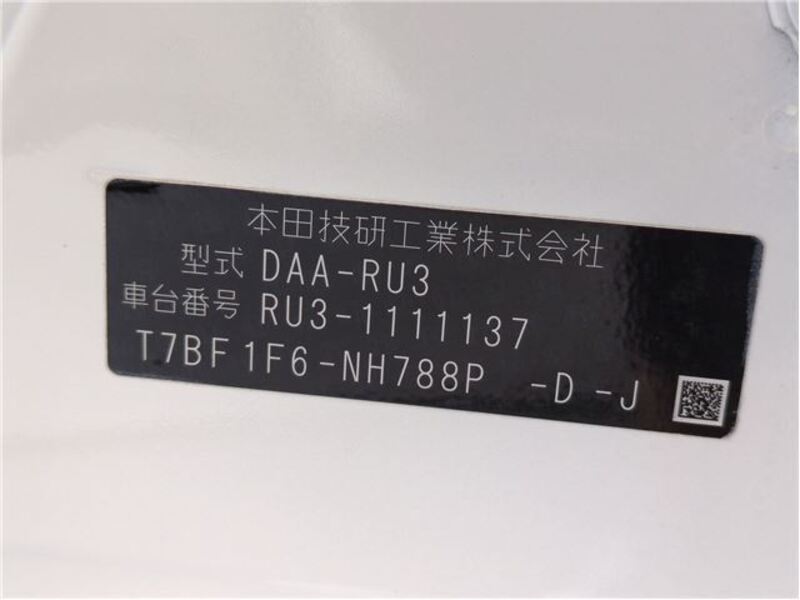 本田技研工業株式会社
型式 DAA-RU3
車台番号 RU3-1111137
T7BF1F6-NH788P -D -J